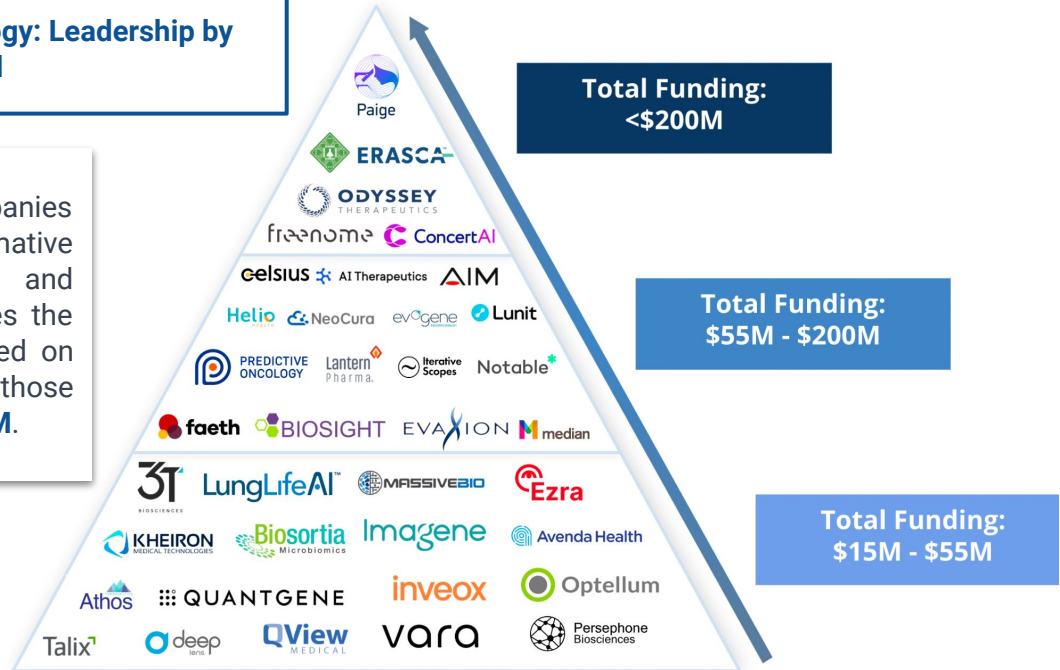 gy: Leadership by
panies
native
and
es the
ed on
those
M.
Paige
ERASCA
ODYSSEY
THERAPEUTICS
freenome ConcertAI
Celsius AI Therapeutics AIM
Helio NeoCura evogene Lunit
HEALTH
PREDICTIVE ONCOLOGY Lantern Pharma. Iterative Scopes Notable*
faeth BIOSIGHT EVAXION median
3T LungLifeAI™ MASSIVEBIO Ezra
BIOSCIENCES
KHEIRON Biosortia Imagene Avenda Health
MEDICAL TECHNOLOGIES Microbiomics
Athos QUANTGENE inveox Optellum
Talix deep lens QView MEDICAL vara Persephone Biosciences
Total Funding:
<$200M
Total Funding:
$55M - $200M
Total Funding:
$15M - $55M